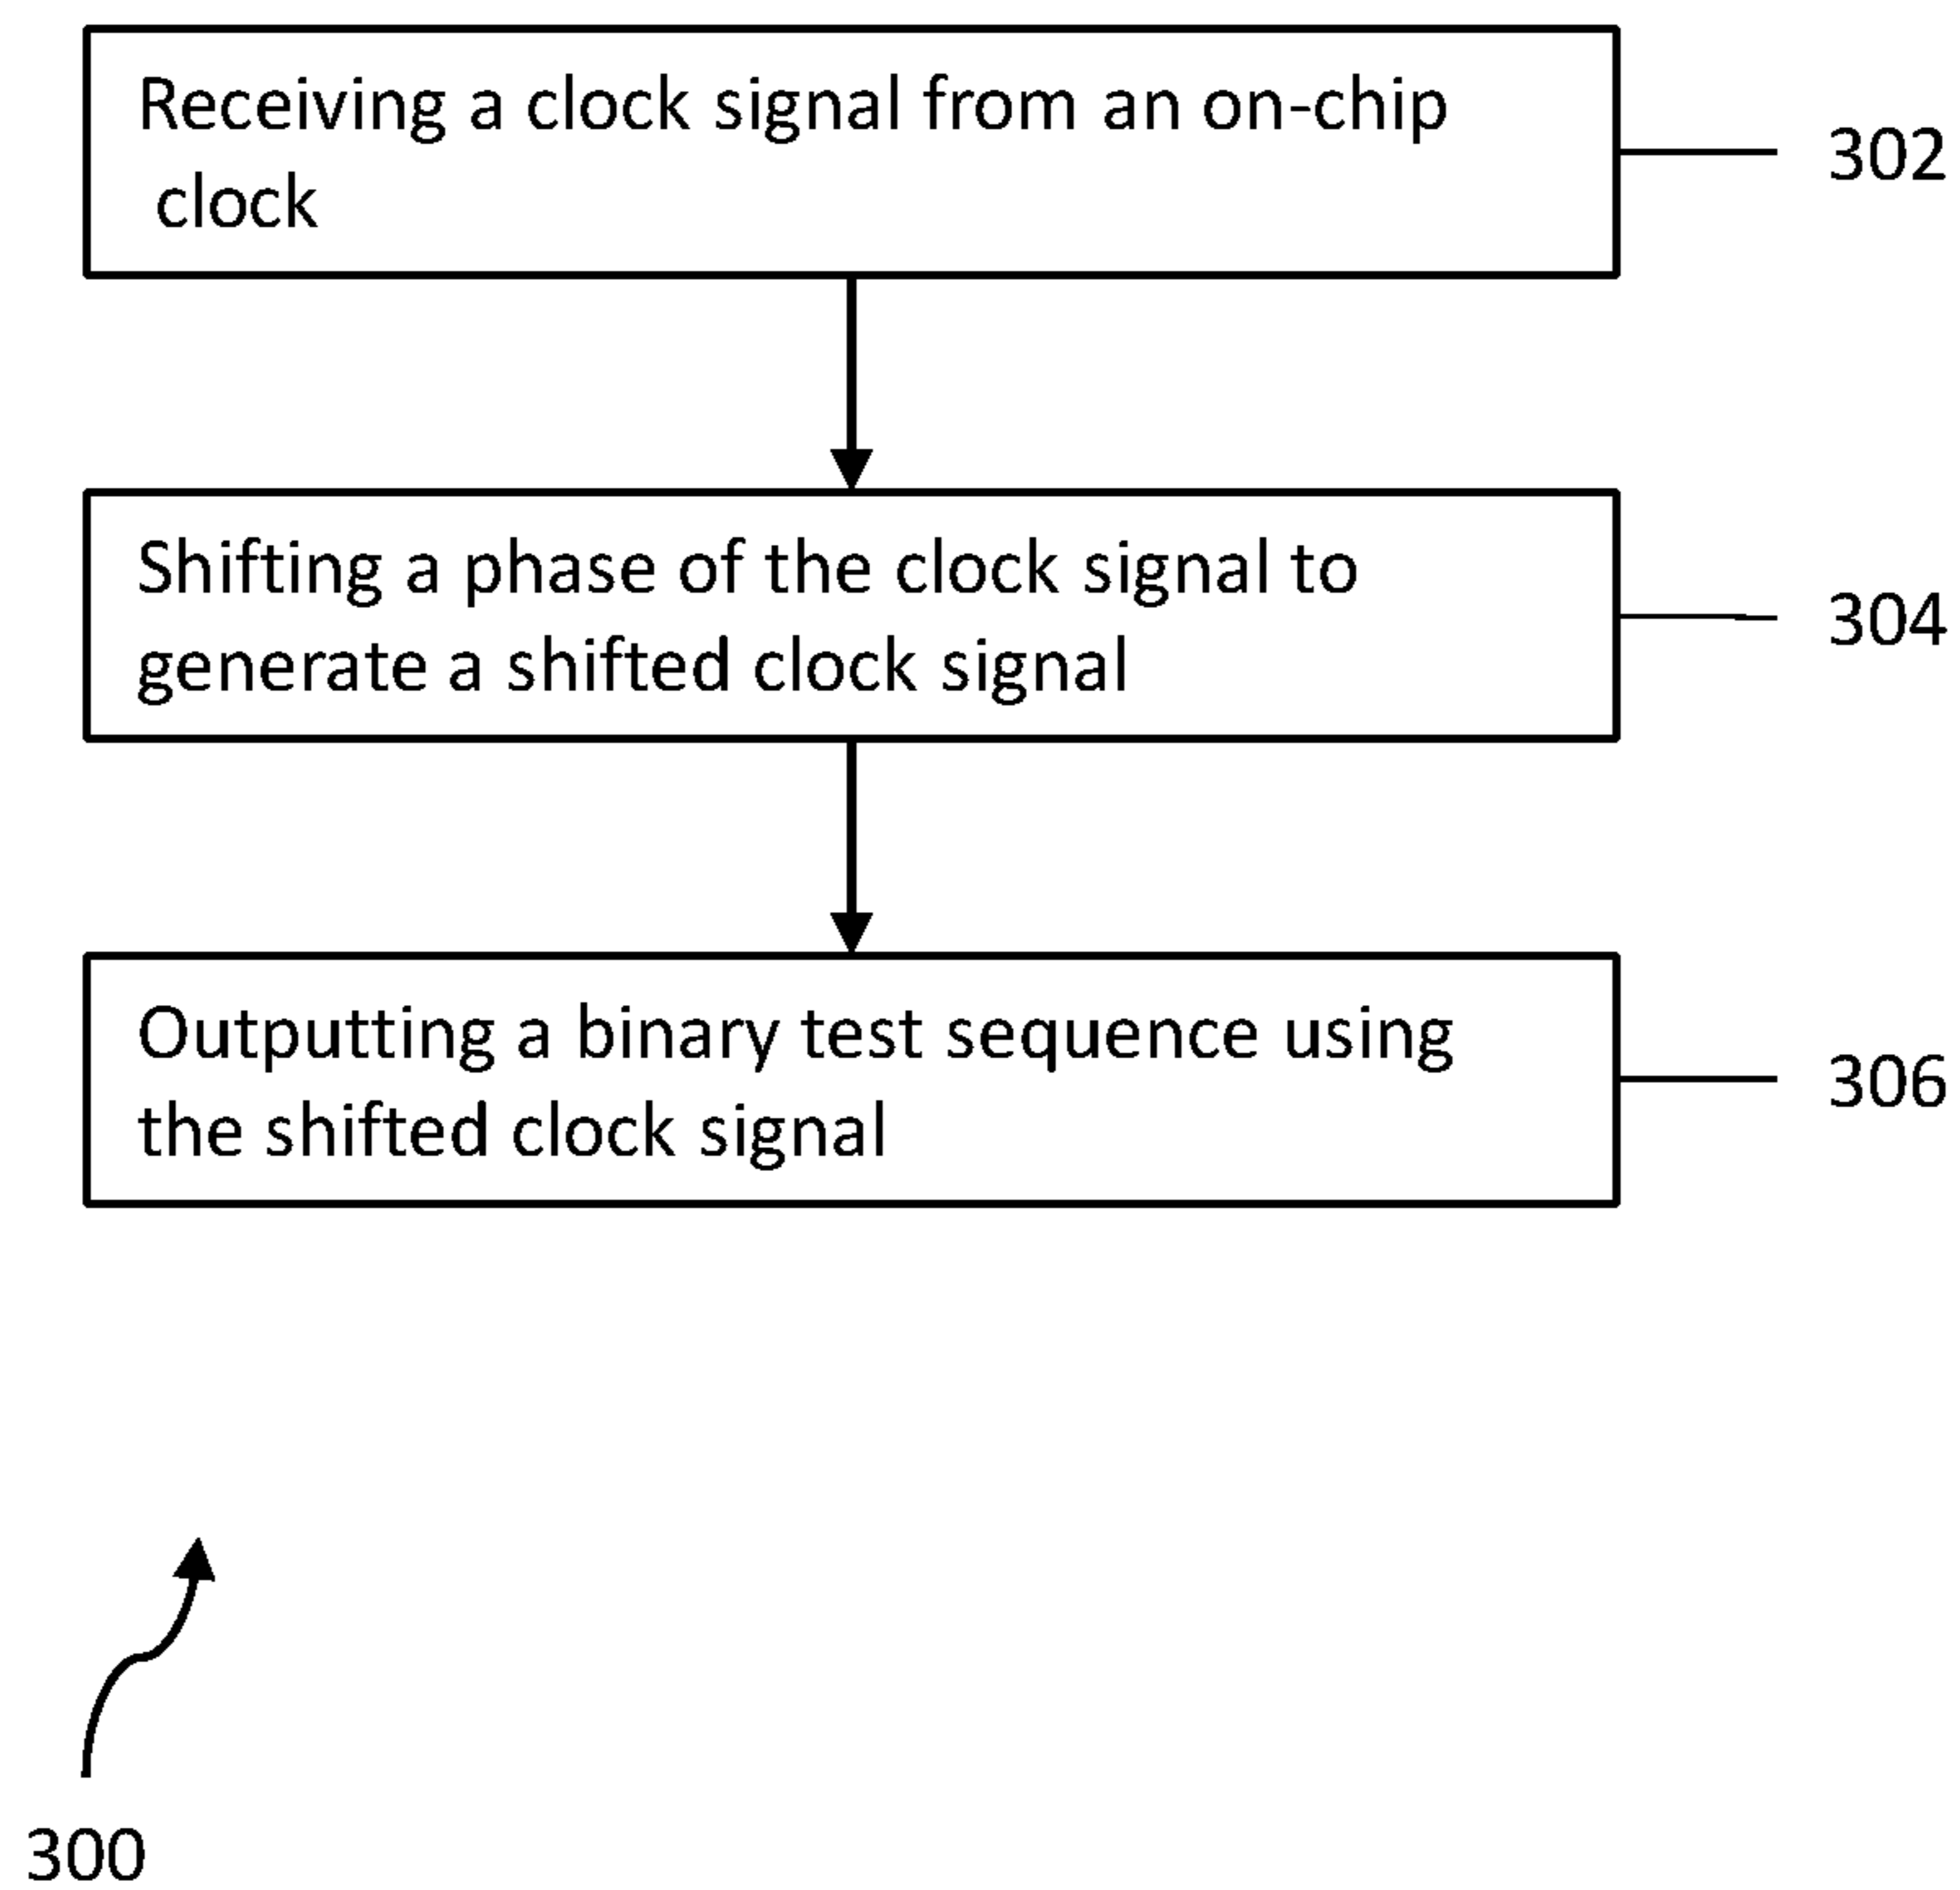 Receiving a clock signal from an on-chip
clock
302
Shifting a phase of the clock signal to
generate a shifted clock signal
304
Outputting a binary test sequence using
the shifted clock signal
306
300